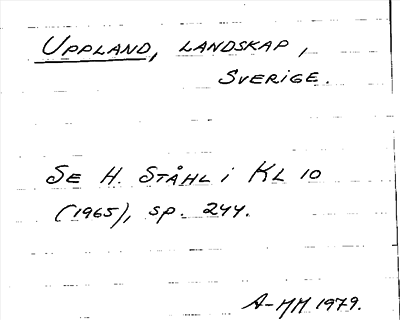 UPPLAND, LANDSKAP,
SVERIGE.
SE H. STÅHL i KL 10
(1965), sp. 244.
A-MM 1979.